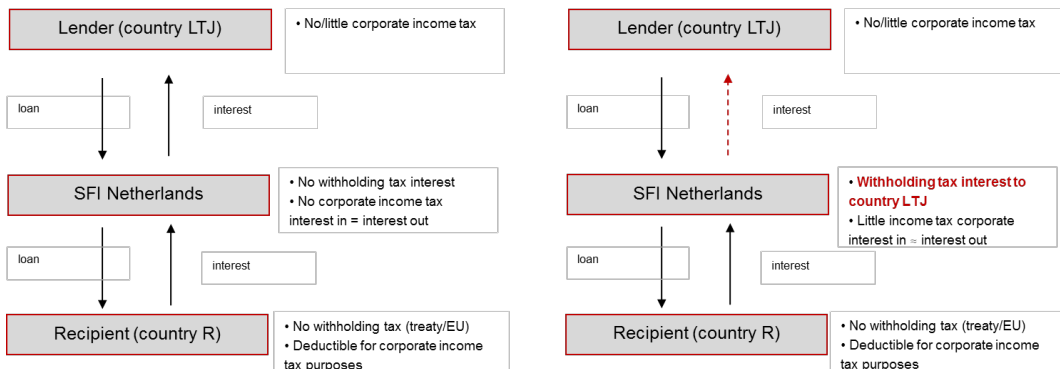 Lender (country LTJ)
• No/little corporate income tax
loan
interest
SFI Netherlands
• No withholding tax interest
• No corporate income tax
interest in = interest out
loan
interest
Recipient (country R)
• No withholding tax (treaty/EU)
• Deductible for corporate income
tax purposes
Lender (country LTJ)
• No/little corporate income tax
loan
interest
SFI Netherlands
• Withholding tax interest to
country LTJ
• Little income tax corporate
interest in ≈ interest out
loan
interest
Recipient (country R)
• No withholding tax (treaty/EU)
• Deductible for corporate income
tax purposes